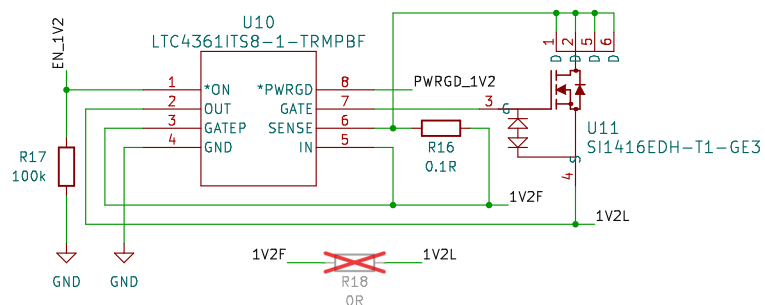 EN_1V2
U10
LTC4361ITS8-1-TRMPBF
1 *ON
2 OUT
3 GATEP
4 GND
*PWRGD 8
GATE 7
SENSE 6
IN 5
PWRGD_1V2
R17
100k
GND
GND
R16
0.1R
1 2 5 6
D D D D
3 G
S
4
U11
SI1416EDH-T1-GE3
1V2F
1V2L
1V2F
1V2L
R18
0R